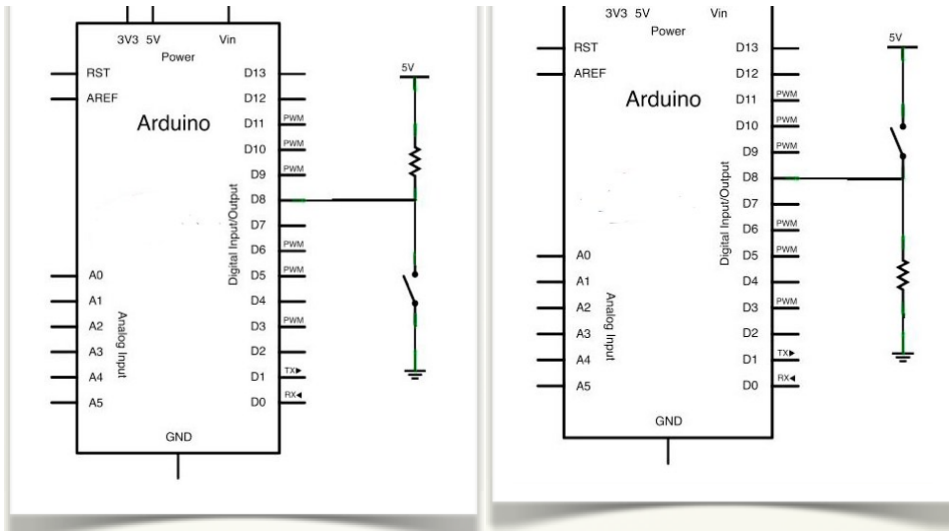 3V3 5V Vin
Power
RST
AREF
Arduino
D13
D12
D11 PWM
D10 PWM
D9 PWM
D8
D7
D6 PWM
D5 PWM
D4
D3 PWM
D2
D1 TX▶
D0 RX◀
Digital Input/Output
A0
A1
A2
A3
A4
A5
Analog Input
GND
5V
3V3 5V Vin
Power
RST
AREF
Arduino
D13
D12
D11 PWM
D10 PWM
D9 PWM
D8
D7
D6 PWM
D5 PWM
D4
D3 PWM
D2
D1 TX▶
D0 RX◀
Digital Input/Output
A0
A1
A2
A3
A4
A5
Analog Input
GND
5V